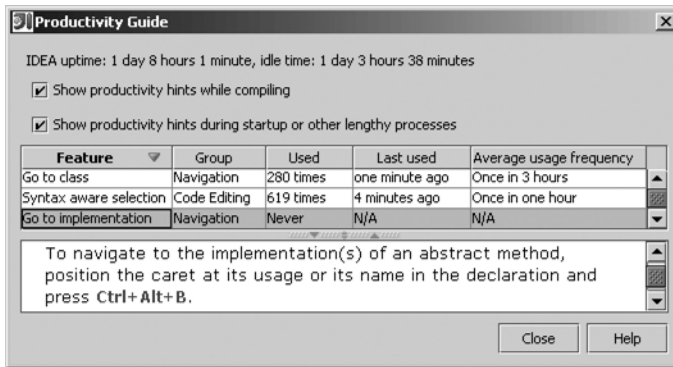 Productivity Guide
IDEA uptime: 1 day 8 hours 1 minute, idle time: 1 day 3 hours 38 minutes
Show productivity hints while compiling
Show productivity hints during startup or other lengthy processes
Feature Group Used Last used Average usage frequency
Go to class Navigation 280 times one minute ago Once in 3 hours
Syntax aware selection Code Editing 619 times 4 minutes ago Once in one hour
Go to implementation Navigation Never N/A N/A
To navigate to the implementation(s) of an abstract method,
position the caret at its usage or its name in the declaration and
press Ctrl+Alt+B.
Close Help